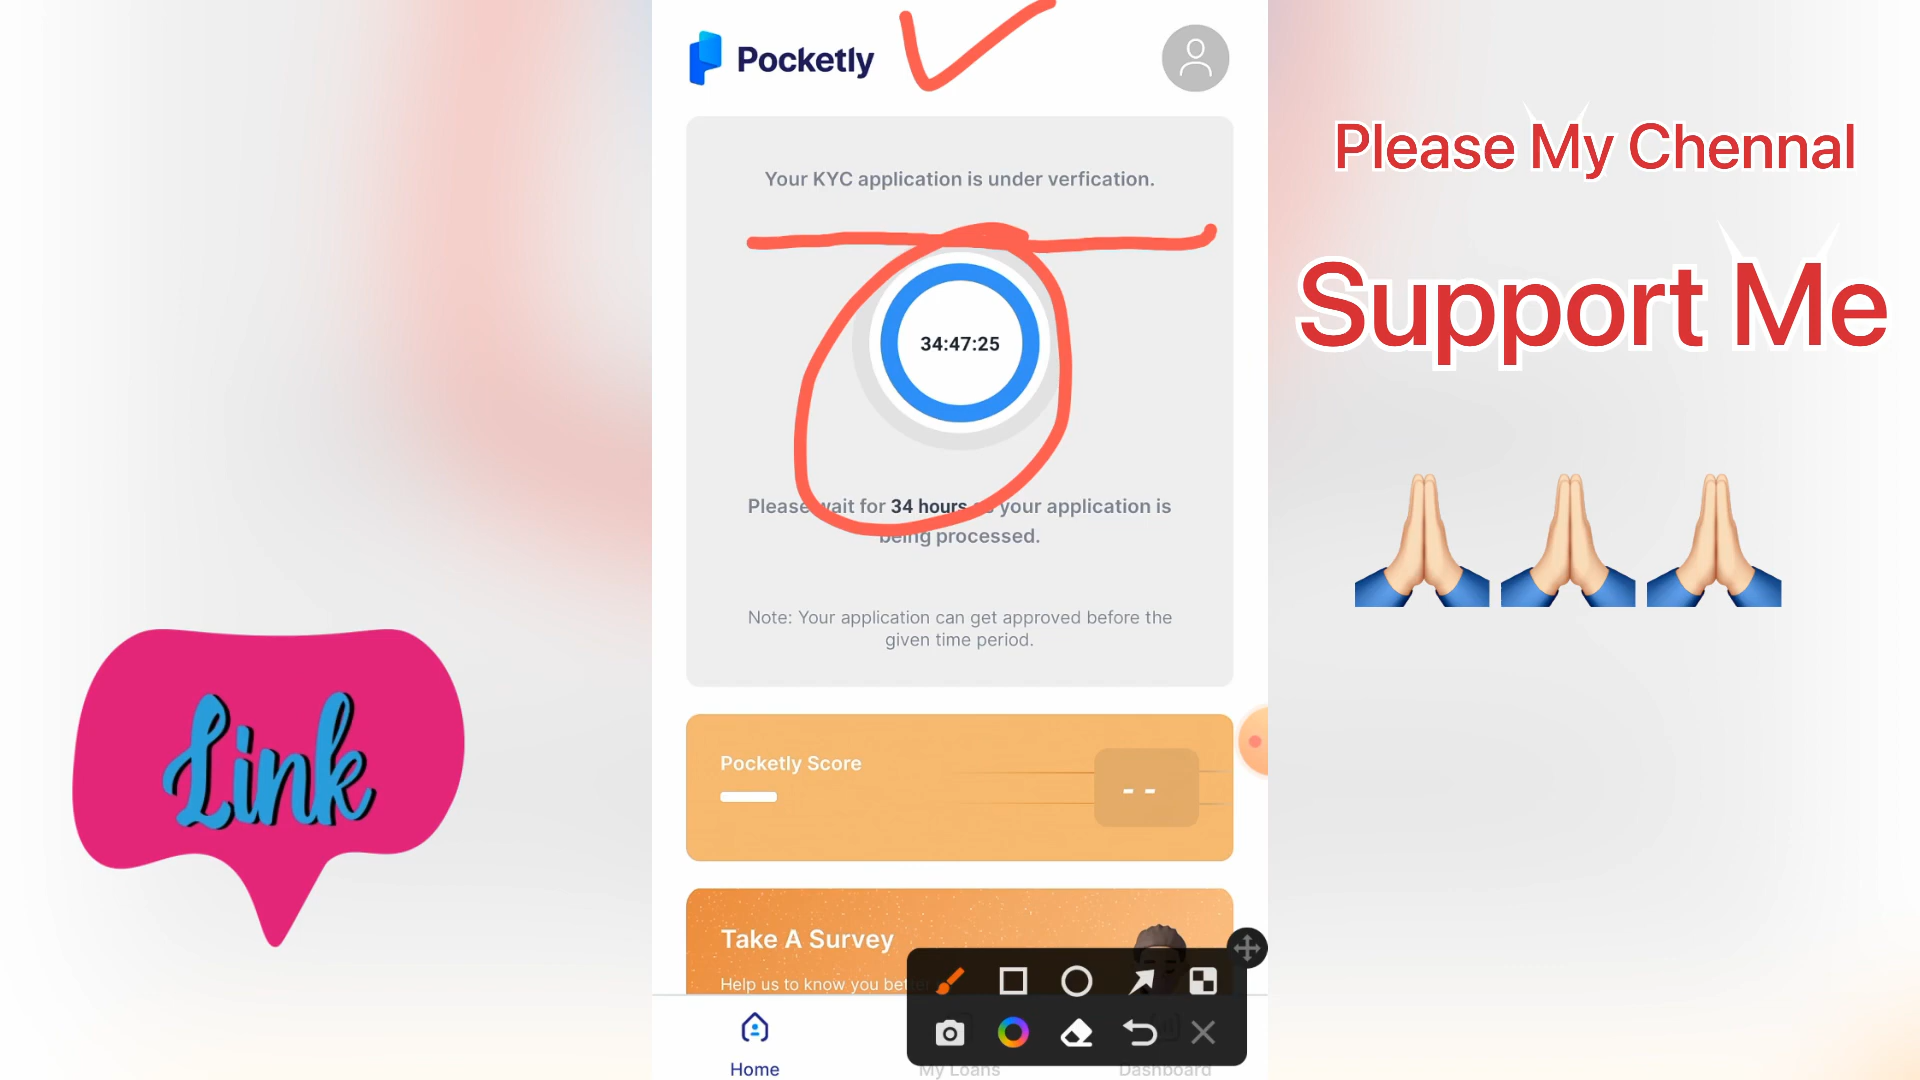 Pocketly
Your KYC application is under verfication.
34:47:25
Please wait for 34 hours as your application is
being processed.
Note: Your application can get approved before the
given time period.
Pocketly Score
--
Take A Survey
Help us to know you
Home
My Loans
Dashboard
Please My Chennal
Support Me
Link